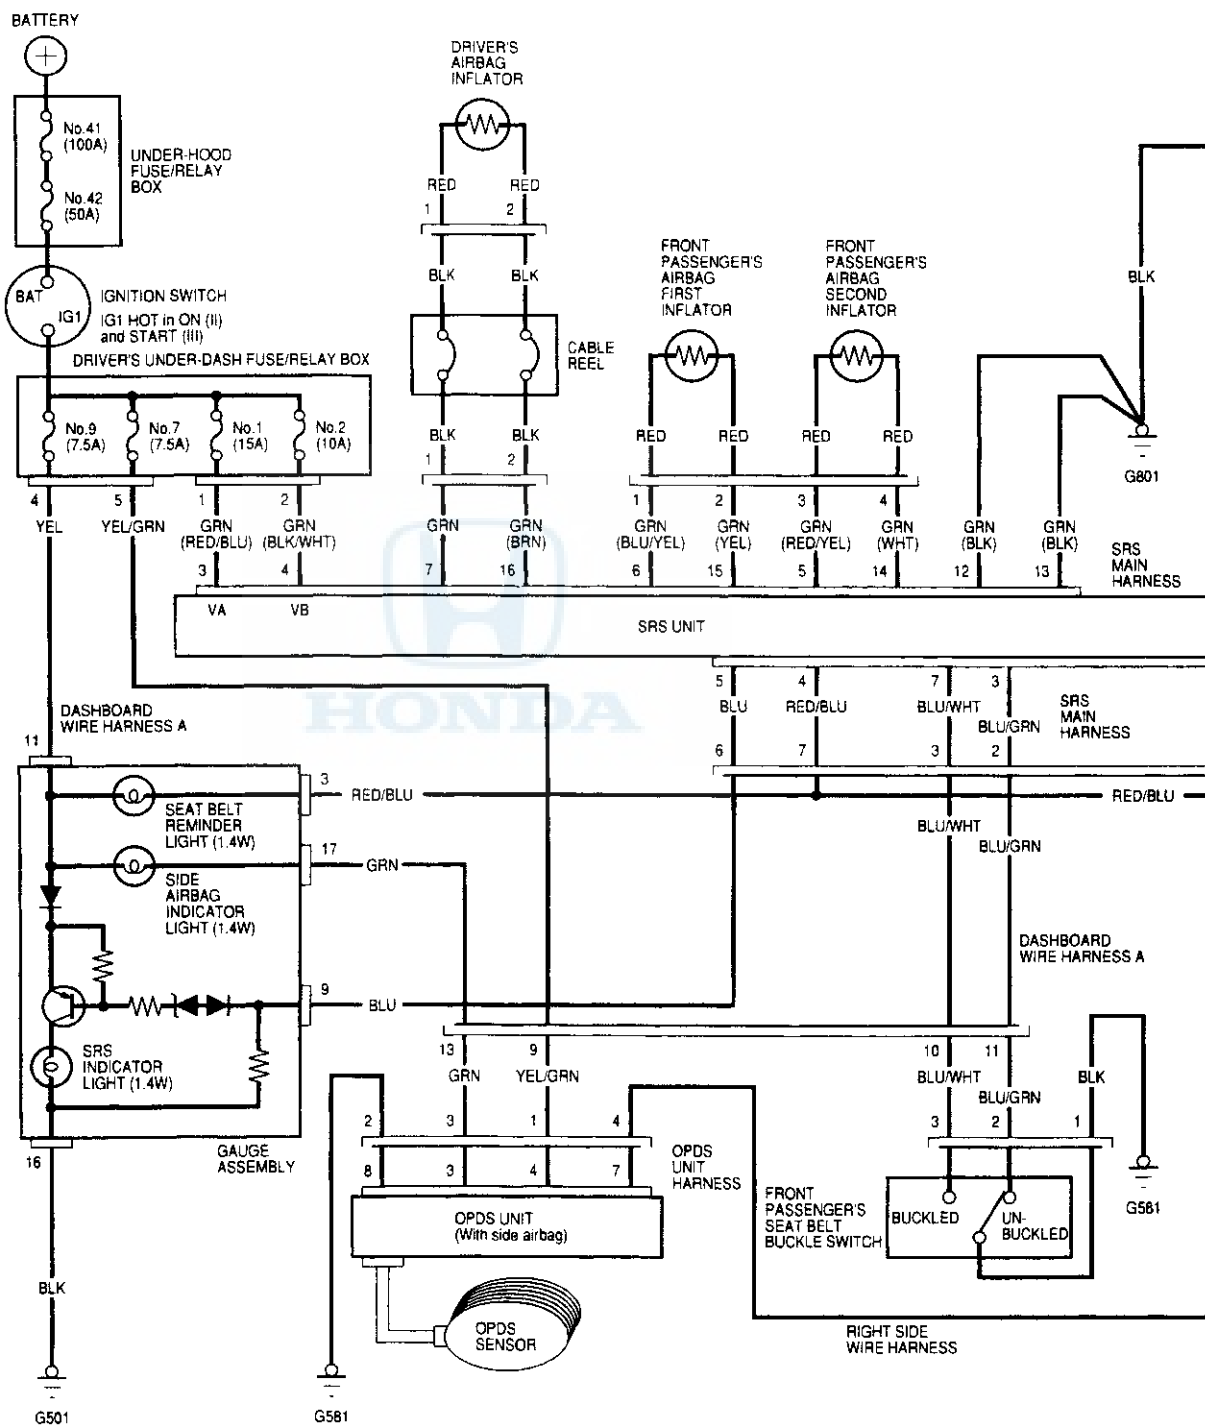 BATTERY
No.41
(100A)
No.42
(50A)
UNDER-HOOD
FUSE/RELAY
BOX
BAT
IG1
IGNITION SWITCH
IG1 HOT in ON (II)
and START (III)
DRIVER'S UNDER-DASH FUSE/RELAY BOX
No.9
(7.5A)
No.7
(7.5A)
No.1
(15A)
No.2
(10A)
4
5
1
2
YEL
YEL/GRN
GRN
(RED/BLU)
GRN
(BLK/WHT)
3
4
DRIVER'S
AIRBAG
INFLATOR
RED
RED
1
2
BLK
BLK
CABLE
REEL
BLK
BLK
1
2
GRN
GRN
(BRN)
7
16
FRONT
PASSENGER'S
AIRBAG
FIRST
INFLATOR
FRONT
PASSENGER'S
AIRBAG
SECOND
INFLATOR
RED
RED
RED
RED
1
2
3
4
GRN
(BLU/YEL)
GRN
(YEL)
GRN
(RED/YEL)
GRN
(WHT)
6
15
5
14
BLK
G801
GRN
(BLK)
GRN
(BLK)
12
13
SRS
MAIN
HARNESS
VA
VB
SRS UNIT
HONDA
5
4
7
3
BLU
RED/BLU
BLU/WHT
BLU/GRN
SRS
MAIN
HARNESS
6
7
3
2
DASHBOARD
WIRE HARNESS A
11
3
RED/BLU
RED/BLU
SEAT BELT
REMINDER
LIGHT (1.4W)
BLU/WHT
BLU/GRN
17
GRN
SIDE
AIRBAG
INDICATOR
LIGHT (1.4W)
DASHBOARD
WIRE HARNESS A
9
BLU
SRS
INDICATOR
LIGHT (1.4W)
13
9
10
11
GRN
YEL/GRN
BLU/WHT
BLU/GRN
BLK
2
3
1
4
3
2
1
16
GAUGE
ASSEMBLY
8
3
4
7
OPDS
UNIT
HARNESS
G581
OPDS UNIT
(With side airbag)
FRONT
PASSENGER'S
SEAT BELT
BUCKLE SWITCH
BUCKLED
UN-
BUCKLED
BLK
OPDS
SENSOR
RIGHT SIDE
WIRE HARNESS
G501
G581